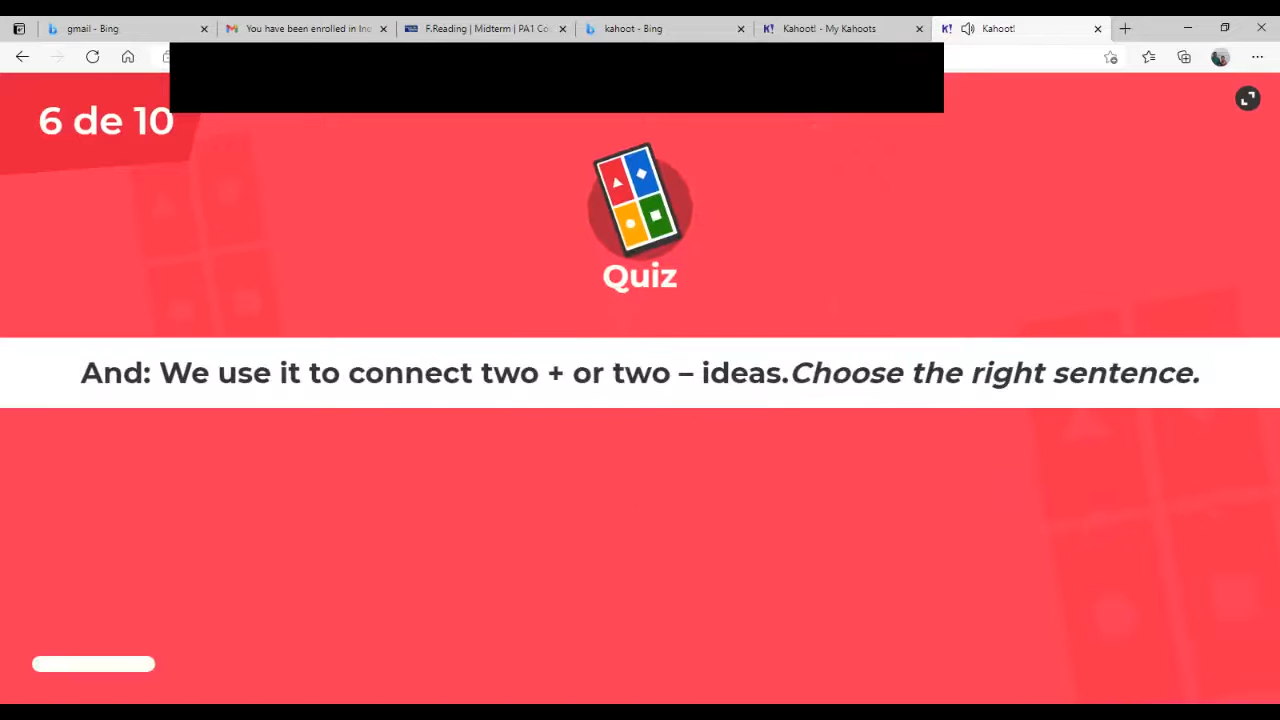 gmail - Bing
You have been enrolled in Inc
F.Reading | Midterm | PA1 Co
kahoot - Bing
K! Kahoot! - My Kahoots
K! Kahoot!
6 de 10
Quiz
And: We use it to connect two + or two – ideas.Choose the right sentence.